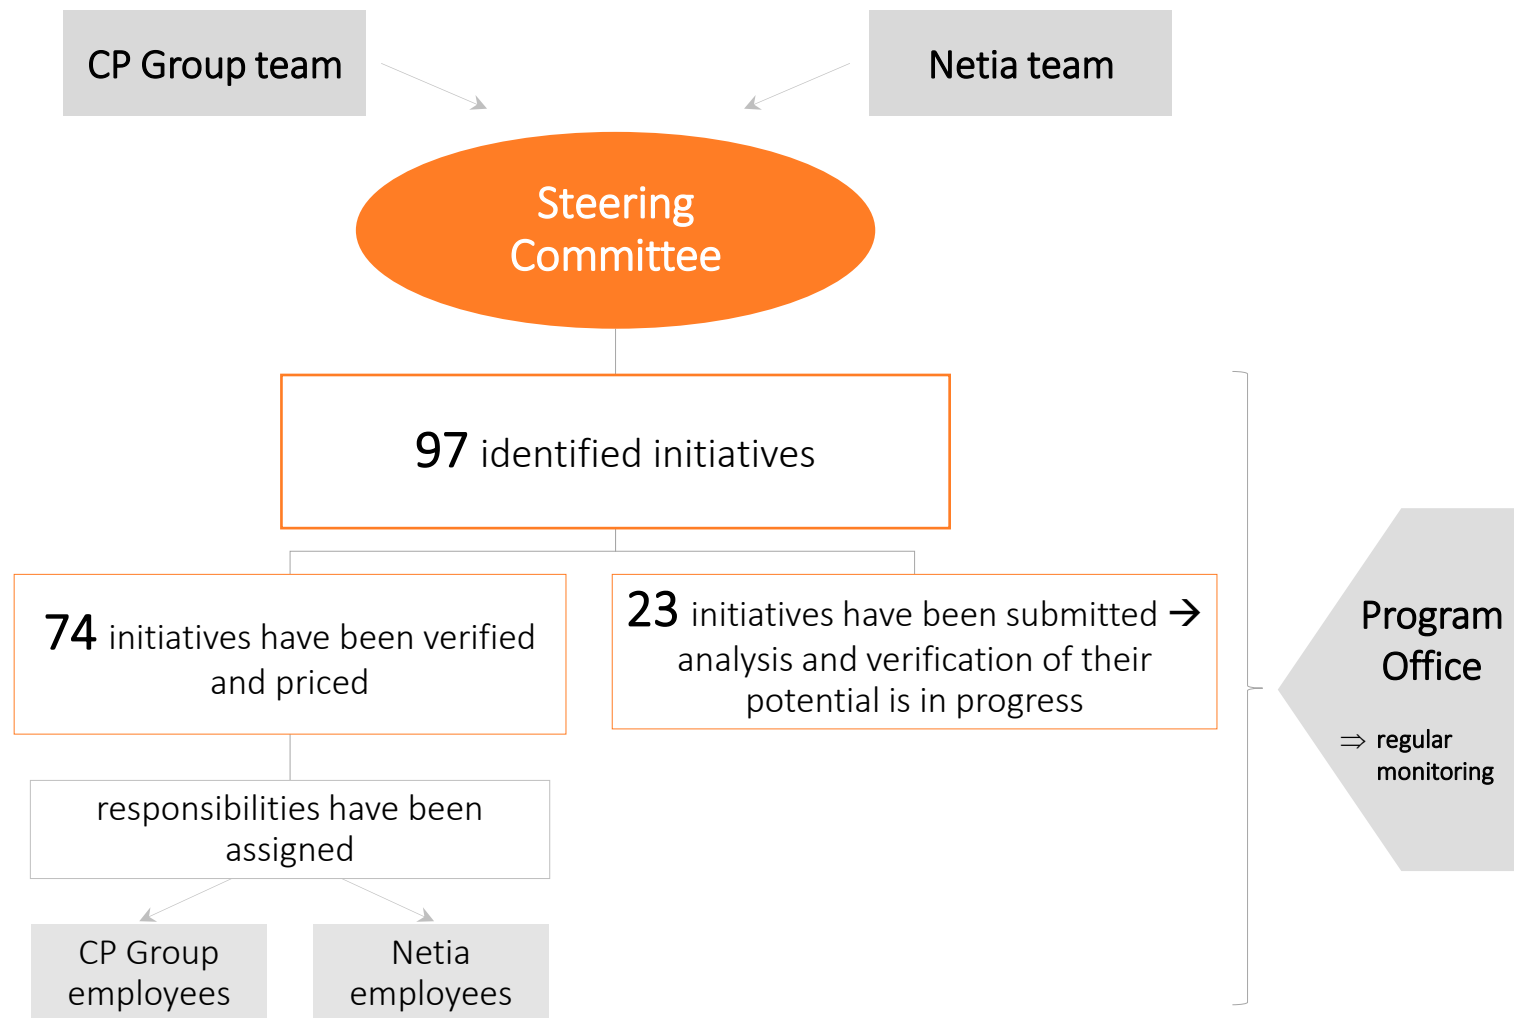 CP Group team
Netia team
Steering
Committee
97 identified initiatives
74 initiatives have been verified
and priced
23 initiatives have been submitted →
analysis and verification of their
potential is in progress
Program
Office
⇒ regular
monitoring
responsibilities have been
assigned
CP Group
employees
Netia
employees